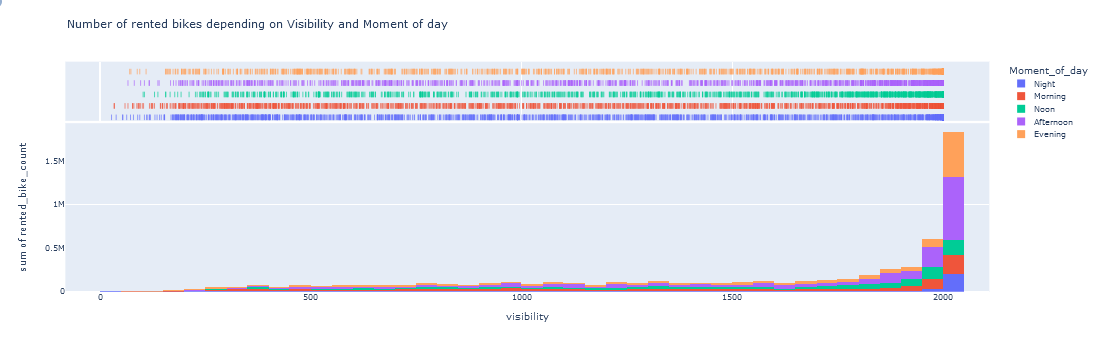 Number of rented bikes depending on Visibility and Moment of day
Moment_of_day
Night
Morning
Noon
Afternoon
Evening
sum of rented_bike_count
1.5M
1M
0.5M
0
0
500
1000
1500
2000
visibility